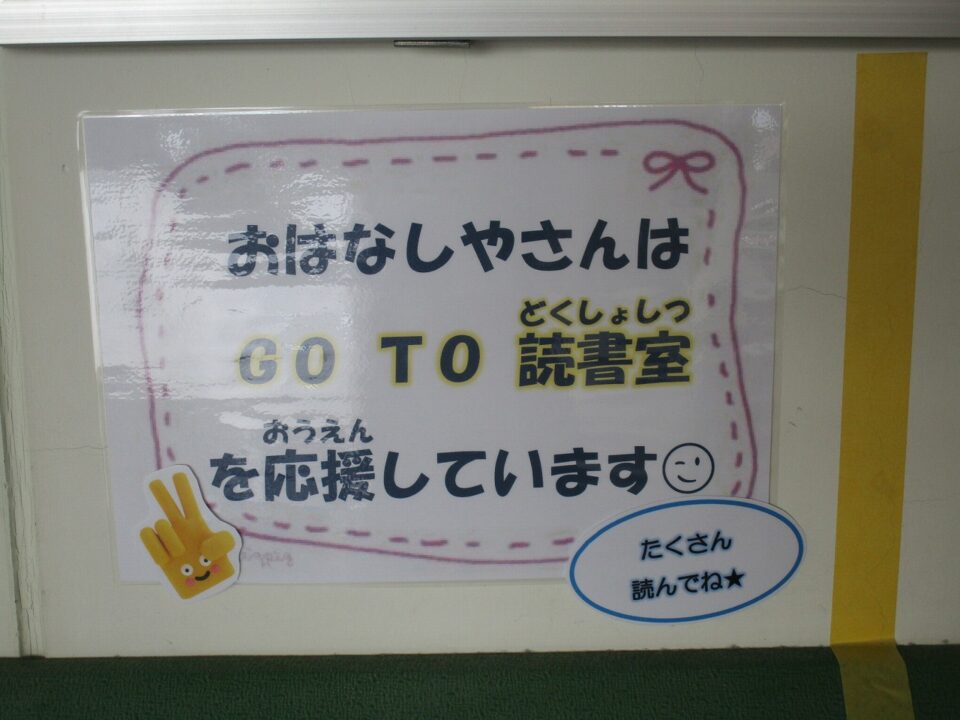 おはなしやさんは
どくしょしつ
GO TO 読書室
おうえん
を応援しています
たくさん
読んでね★